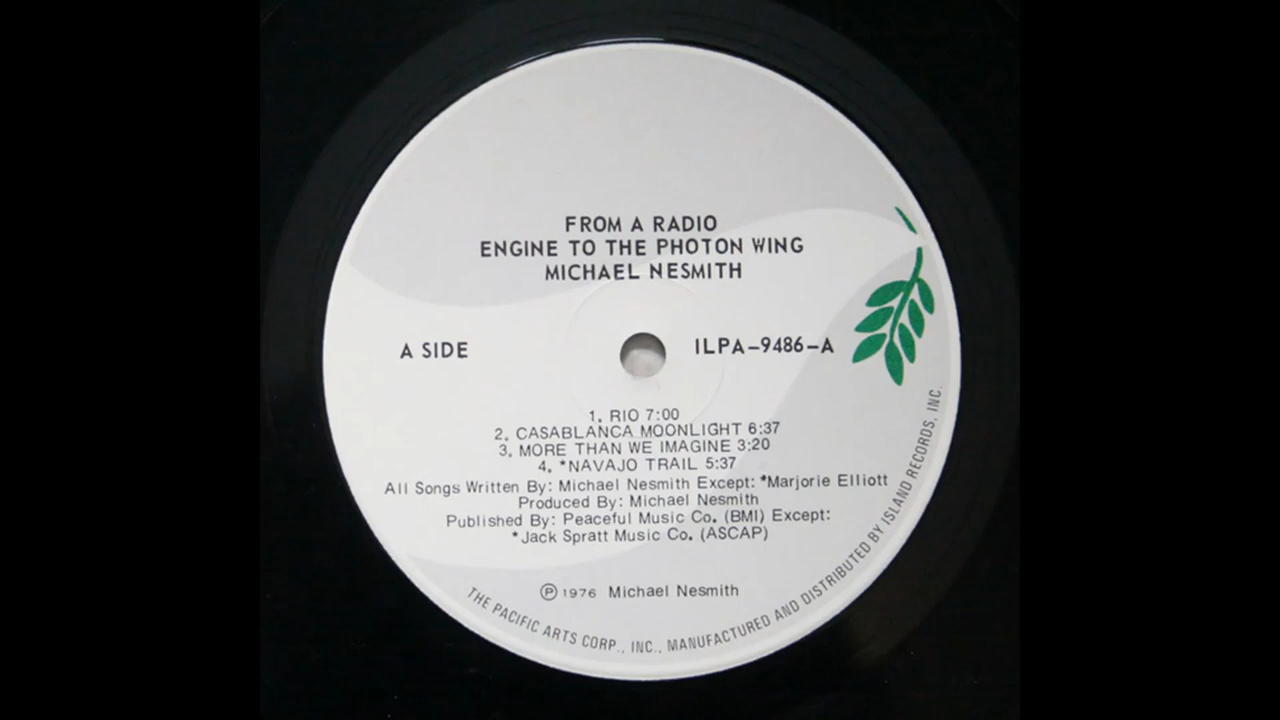 FROM A RADIO
ENGINE TO THE PHOTON WING
MICHAEL NESMITH
A SIDE
ILPA-9486-A
1. RIO 7:00
2. CASABLANCA MOONLIGHT 6:37
3. MORE THAN WE IMAGINE 3:20
4. *NAVAJO TRAIL 5:37
All Songs Written By: Michael Nesmith Except: *Marjorie Elliott
Produced By: Michael Nesmith
Published By: Peaceful Music Co. (BMI) Except:
*Jack Spratt Music Co. (ASCAP)
℗ 1976 Michael Nesmith
THE PACIFIC ARTS CORP., INC., MANUFACTURED AND DISTRIBUTED BY ISLAND RECORDS, INC.